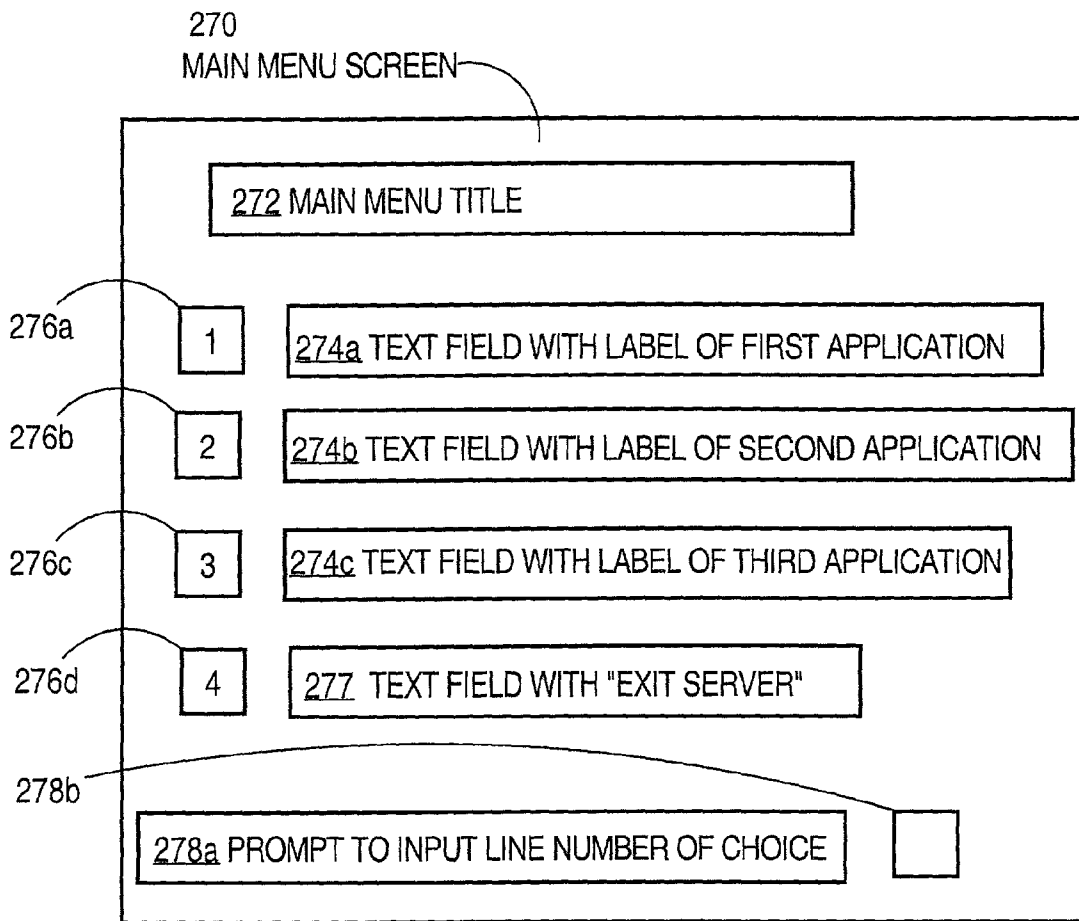 270
MAIN MENU SCREEN
272 MAIN MENU TITLE
276a 1 274a TEXT FIELD WITH LABEL OF FIRST APPLICATION
276b 2 274b TEXT FIELD WITH LABEL OF SECOND APPLICATION
276c 3 274c TEXT FIELD WITH LABEL OF THIRD APPLICATION
276d 4 277 TEXT FIELD WITH "EXIT SERVER"
278b
278a PROMPT TO INPUT LINE NUMBER OF CHOICE